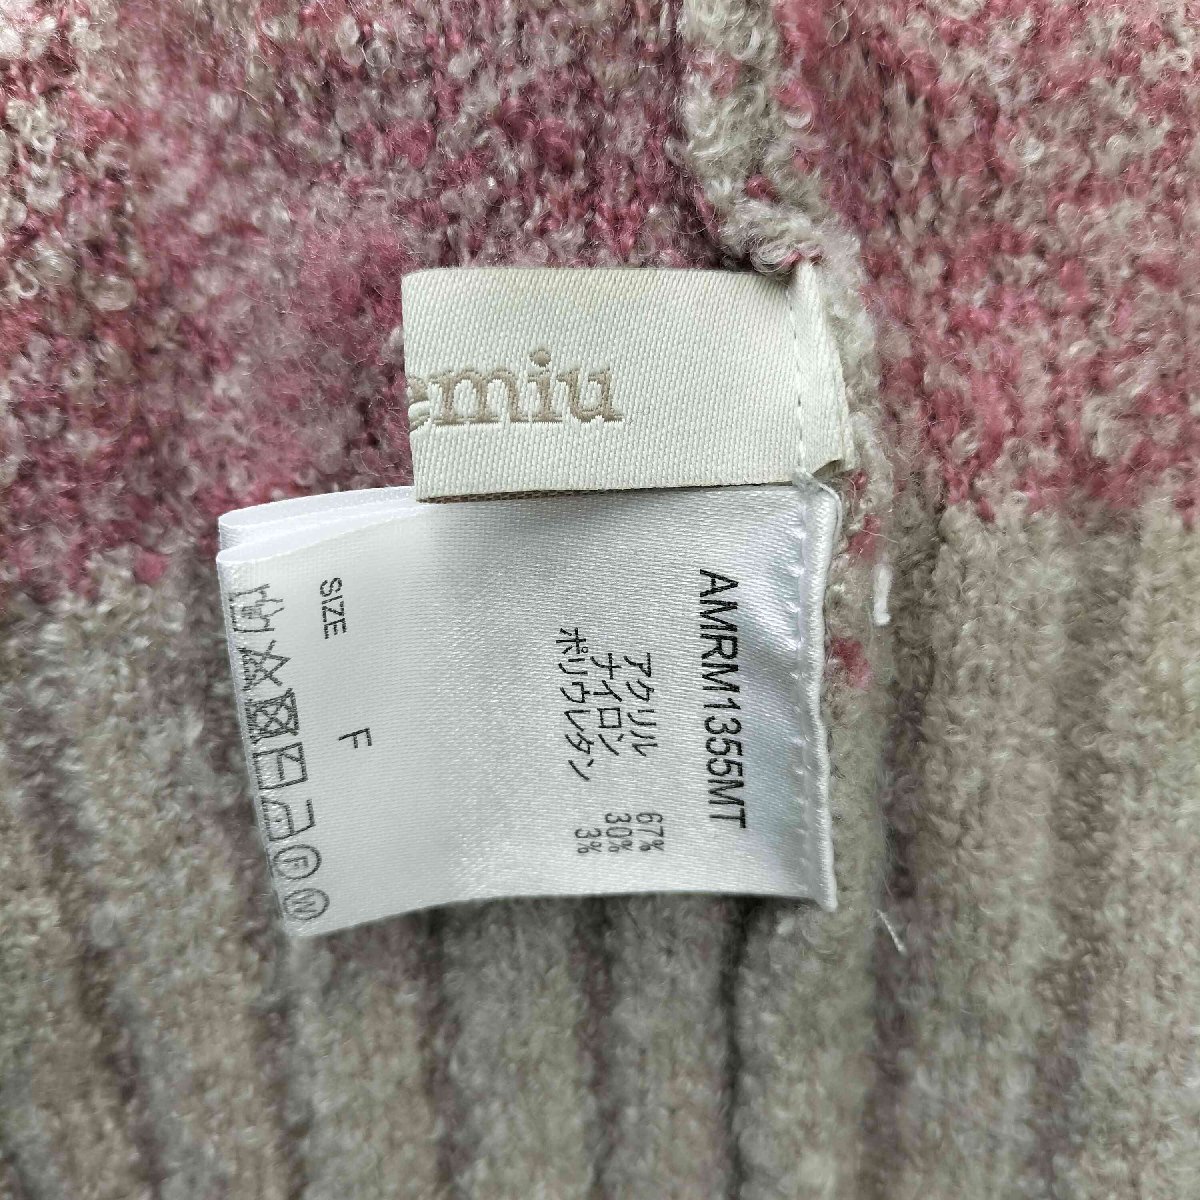 emiu
AMRM1355MT
アクリル 67%
ナイロン 30%
ポリウレタン 3%
SIZE F
F
W